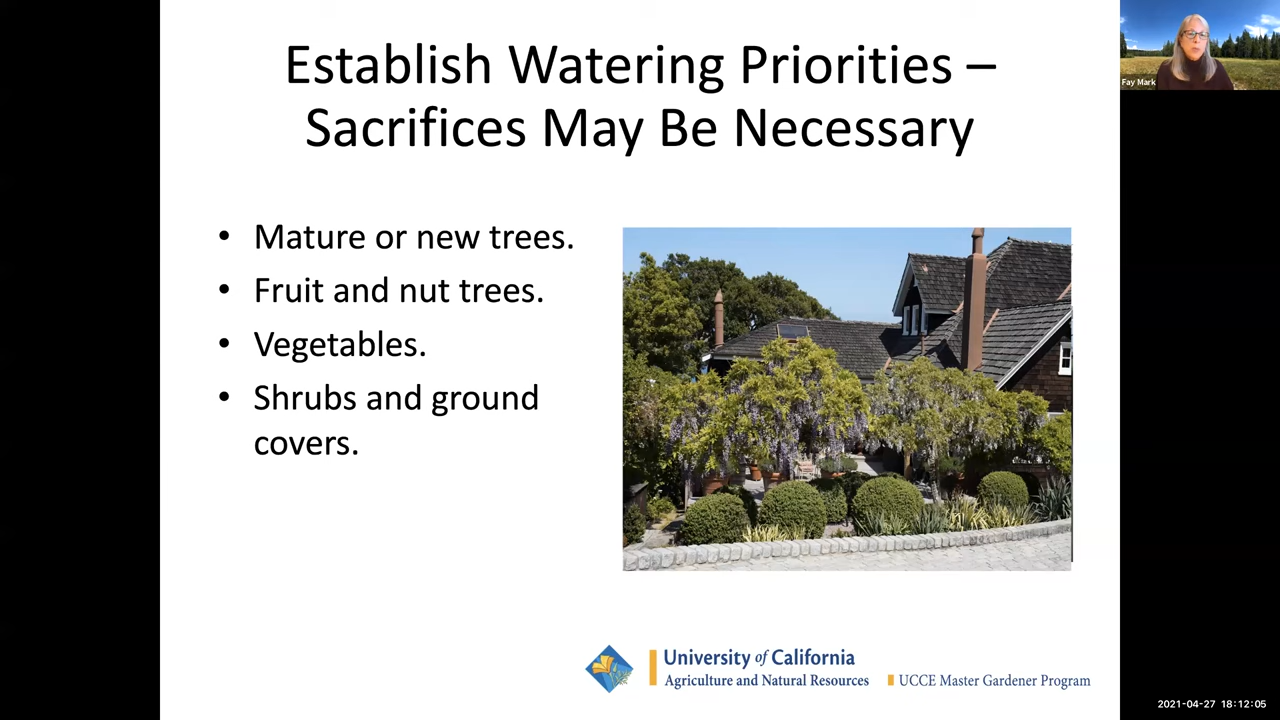 Establish Watering Priorities –
Sacrifices May Be Necessary
• Mature or new trees.
• Fruit and nut trees.
• Vegetables.
• Shrubs and ground
covers.
Fay Mark
University of California
Agriculture and Natural Resources
UCCE Master Gardener Program
2021-04-27 18:12:05